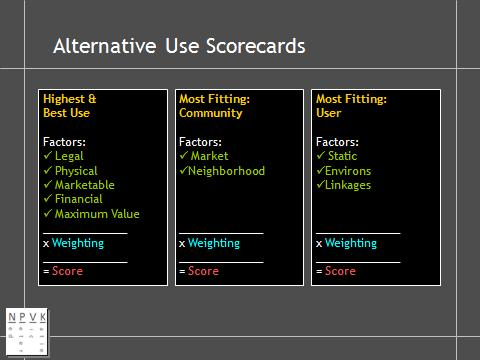 Alternative Use Scorecards
Highest &
Best Use
Factors:
✓ Legal
✓ Physical
✓ Marketable
✓ Financial
✓ Maximum Value
x Weighting
= Score
Most Fitting:
Community
Factors:
✓ Market
✓Neighborhood
x Weighting
= Score
Most Fitting:
User
Factors:
✓ Static
✓Environs
✓Linkages
x Weighting
= Score
N P V K